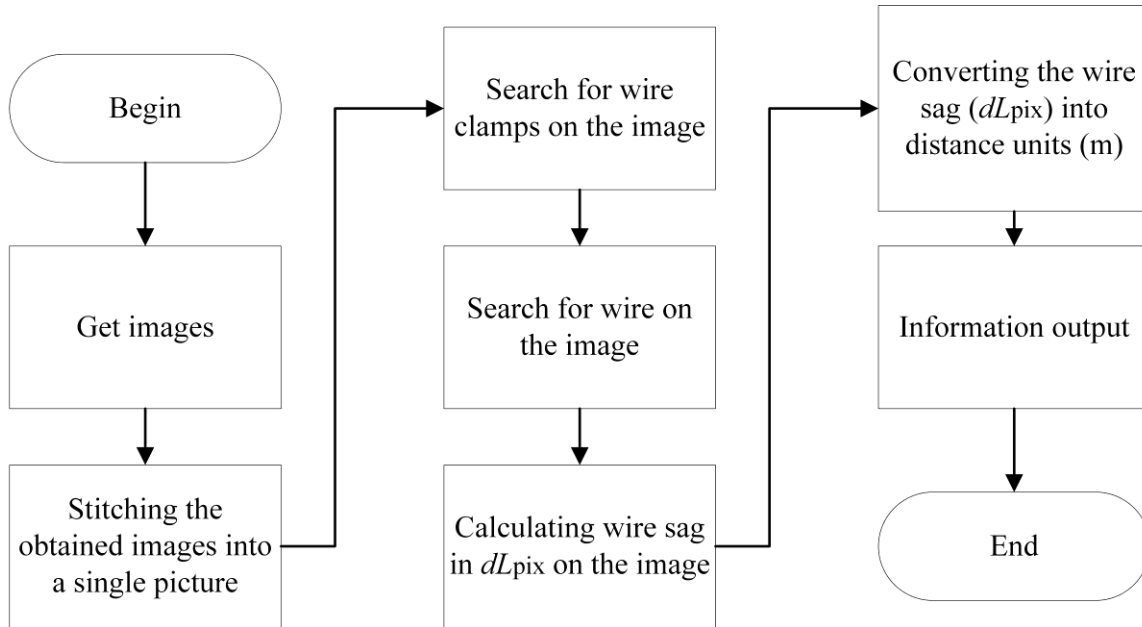 Begin
Get images
Stitching the
obtained images into
a single picture
Search for wire
clamps on the image
Search for wire on
the image
Calculating wire sag
in dLpix on the image
Converting the wire
sag (dLpix) into
distance units (m)
Information output
End